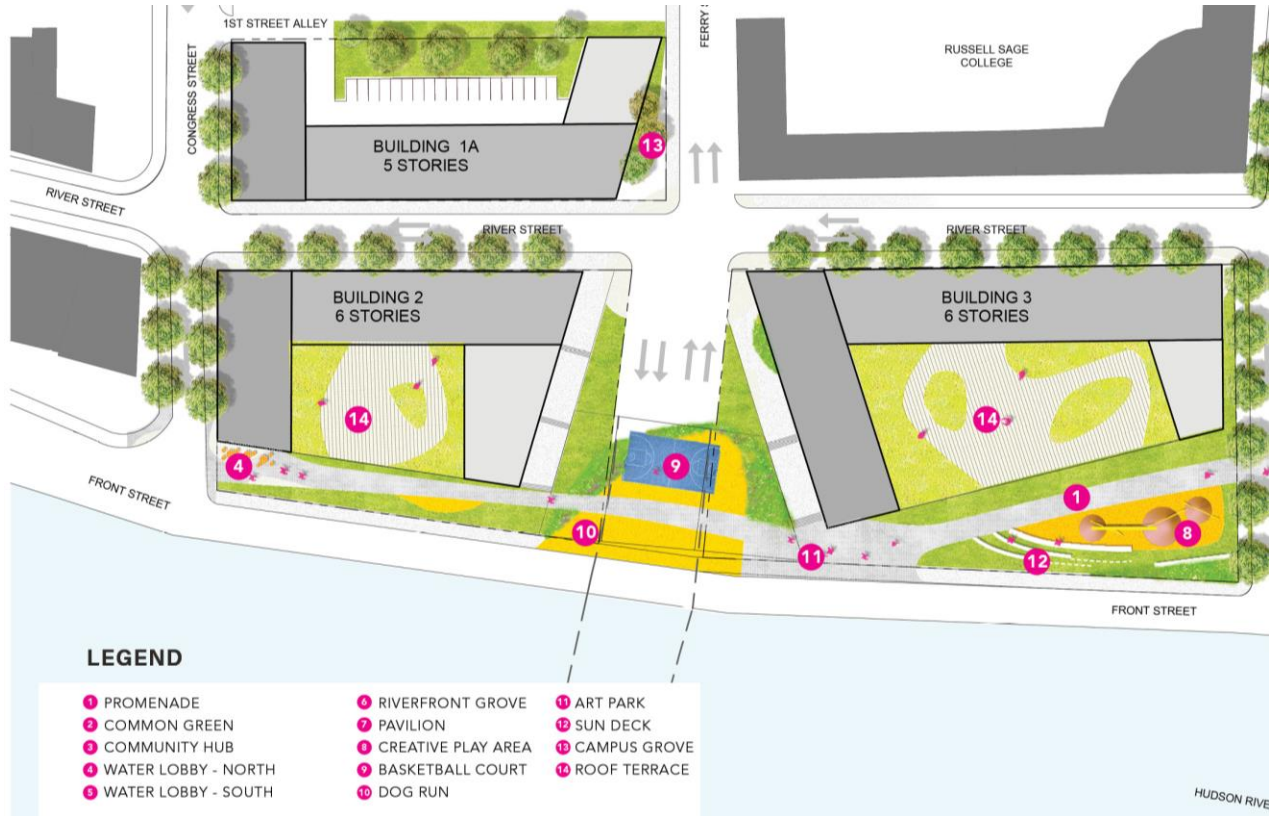 1ST STREET ALLEY
CONGRESS STREET
FERRY
RUSSELL SAGE
COLLEGE
BUILDING 1A
5 STORIES
13
RIVER STREET
RIVER STREET
RIVER STREET
BUILDING 2
6 STORIES
BUILDING 3
6 STORIES
14
14
4
9
1
8
10
11
12
FRONT STREET
FRONT STREET
LEGEND
1 PROMENADE
2 COMMON GREEN
3 COMMUNITY HUB
4 WATER LOBBY - NORTH
5 WATER LOBBY - SOUTH
6 RIVERFRONT GROVE
7 PAVILION
8 CREATIVE PLAY AREA
9 BASKETBALL COURT
10 DOG RUN
11 ART PARK
12 SUN DECK
13 CAMPUS GROVE
14 ROOF TERRACE
HUDSON RIVE